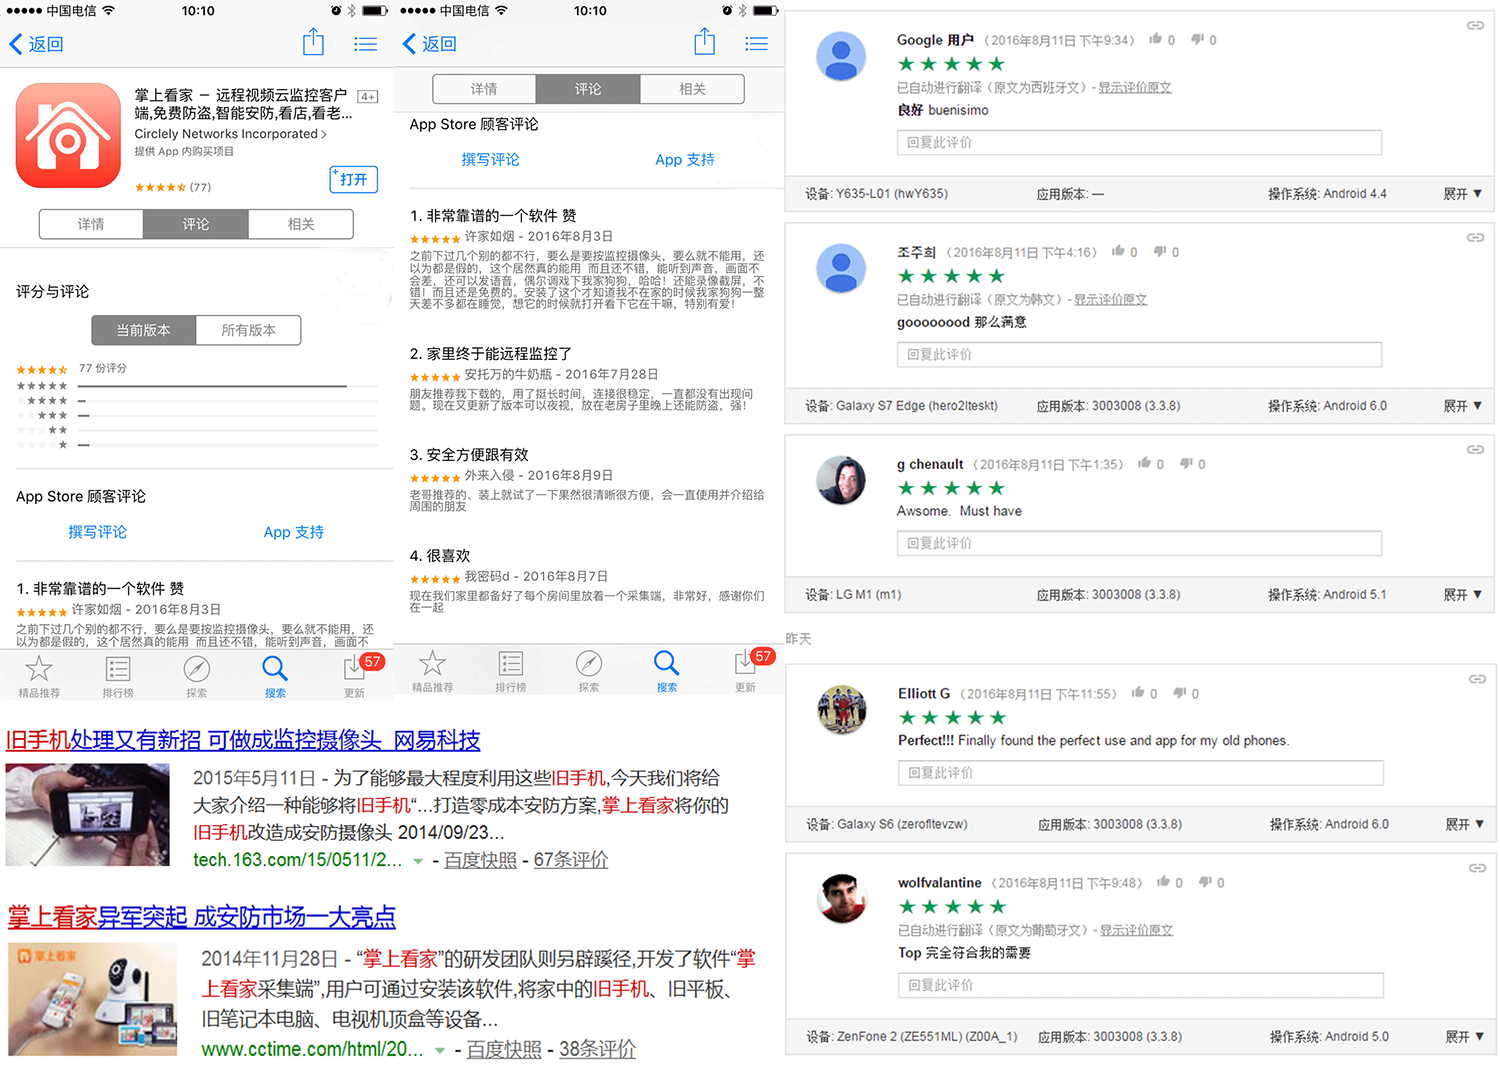 中国电信
10:10
返回
掌上看家 － 远程视频云监控客户
端,免费防盗,智能安防,看店,看老...
4+
Circlely Networks Incorporated >
提供 App 内购买项目
(77)
+打开
详情
评论
相关
评分与评论
当前版本
所有版本
77 份评分
App Store 顾客评论
撰写评论
App 支持
1. 非常靠谱的一个软件 赞
许家如烟 - 2016年8月3日
之前下过几个别的都不行，要么是要按监控摄像头，要么就不能用，还
以为都是假的，这个居然真的能用 而且还不错，能听到声音，画面不
精品推荐
排行榜
探索
搜索
57
更新
中国电信
10:10
返回
详情
评论
相关
App Store 顾客评论
撰写评论
App 支持
1. 非常靠谱的一个软件 赞
许家如烟 - 2016年8月3日
之前下过几个别的都不行，要么是要按监控摄像头，要么就不能用，还
以为都是假的，这个居然真的能用 而且还不错，能听到声音，画面不
会差，还可以发语音，偶尔调戏下我家狗狗，哈哈！还能录像截屏，不
错！而且还是免费的。安装了这个才知道我不在家的时候我家狗狗一整
天差不多都在睡觉，想它的时候就打开看下它在干嘛，特别有爱！
2. 家里终于能远程监控了
安托万的牛奶瓶 - 2016年7月28日
朋友推荐我下载的，用了挺长时间，连接很稳定，一直都没有出现问
题。现在又更新了版本可以夜视，放在老房子里晚上还能防盗，强！
3. 安全方便跟有效
外来入侵 - 2016年8月9日
老哥推荐的、装上就试了一下果然很清晰很方便，会一直使用并介绍给
周围的朋友
4. 很喜欢
我密码d - 2016年8月7日
现在我们家里都备好了每个房间里放着一个采集端，非常好，感谢你们
在一起
精品推荐
排行榜
探索
搜索
57
更新
旧手机处理又有新招 可做成监控摄像头_网易科技
2015年5月11日 - 为了能够最大程度利用这些旧手机,今天我们将给
大家介绍一种能够将旧手机“...打造零成本安防方案,掌上看家将你的
旧手机改造成安防摄像头 2014/09/23...
tech.163.com/15/0511/2... - 百度快照 - 67条评价
掌上看家异军突起 成安防市场一大亮点
掌上看家
2014年11月28日 - “掌上看家”的研发团队则另辟蹊径,开发了软件“掌
上看家采集端”,用户可通过安装该软件,将家中的旧手机、旧平板、
旧笔记本电脑、电视机顶盒等设备...
www.cctime.com/html/20... - 百度快照 - 38条评价
Google 用户 （2016年8月11日 下午9:34） 0 0
已自动进行翻译（原文为西班牙文）- 显示评价原文
良好 buenisimo
回复此评价
设备: Y635-L01 (hwY635) 应用版本: — 操作系统: Android 4.4 展开 ▼
조주희 （2016年8月11日 下午4:16） 0 0
已自动进行翻译（原文为韩文）- 显示评价原文
goooooood 那么满意
回复此评价
设备: Galaxy S7 Edge (hero2lteskt) 应用版本: 3003008 (3.3.8) 操作系统: Android 6.0 展开 ▼
g chenault （2016年8月11日 下午1:35） 0 0
Awsome. Must have
回复此评价
设备: LG M1 (m1) 应用版本: 3003008 (3.3.8) 操作系统: Android 5.1 展开 ▼
昨天
Elliott G （2016年8月11日 下午11:55） 0 0
Perfect!!! Finally found the perfect use and app for my old phones.
回复此评价
设备: Galaxy S6 (zerofltevzw) 应用版本: 3003008 (3.3.8) 操作系统: Android 6.0 展开 ▼
wolfvalantine （2016年8月11日 下午9:48） 0 0
已自动进行翻译（原文为葡萄牙文）- 显示评价原文
Top 完全符合我的需要
回复此评价
设备: ZenFone 2 (ZE551ML) (Z00A_1) 应用版本: 3003008 (3.3.8) 操作系统: Android 5.0 展开 ▼